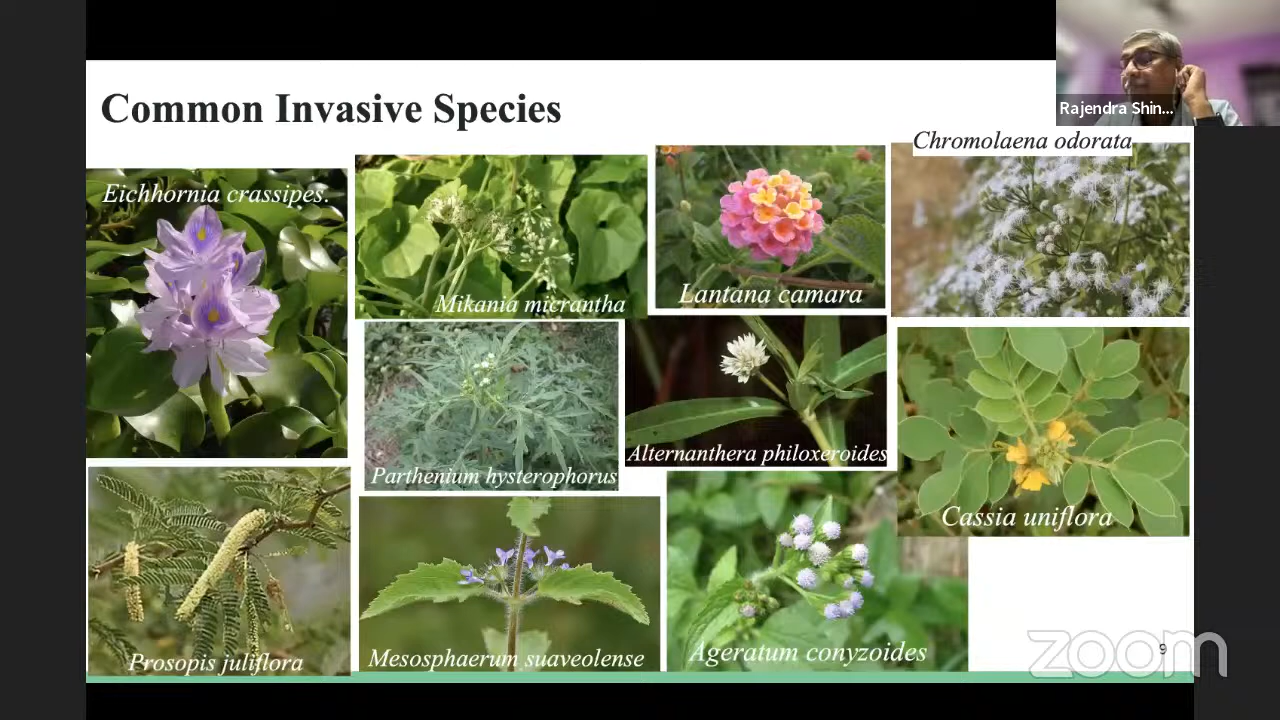 Common Invasive Species
Rajendra Shin...
Chromolaena odorata
Eichhornia crassipes.
Mikania micrantha
Lantana camara
Parthenium hysterophorus
Alternanthera philoxeroides
Cassia uniflora
Prosopis juliflora
Mesosphaerum suaveolense
Ageratum conyzoides
9
zoom